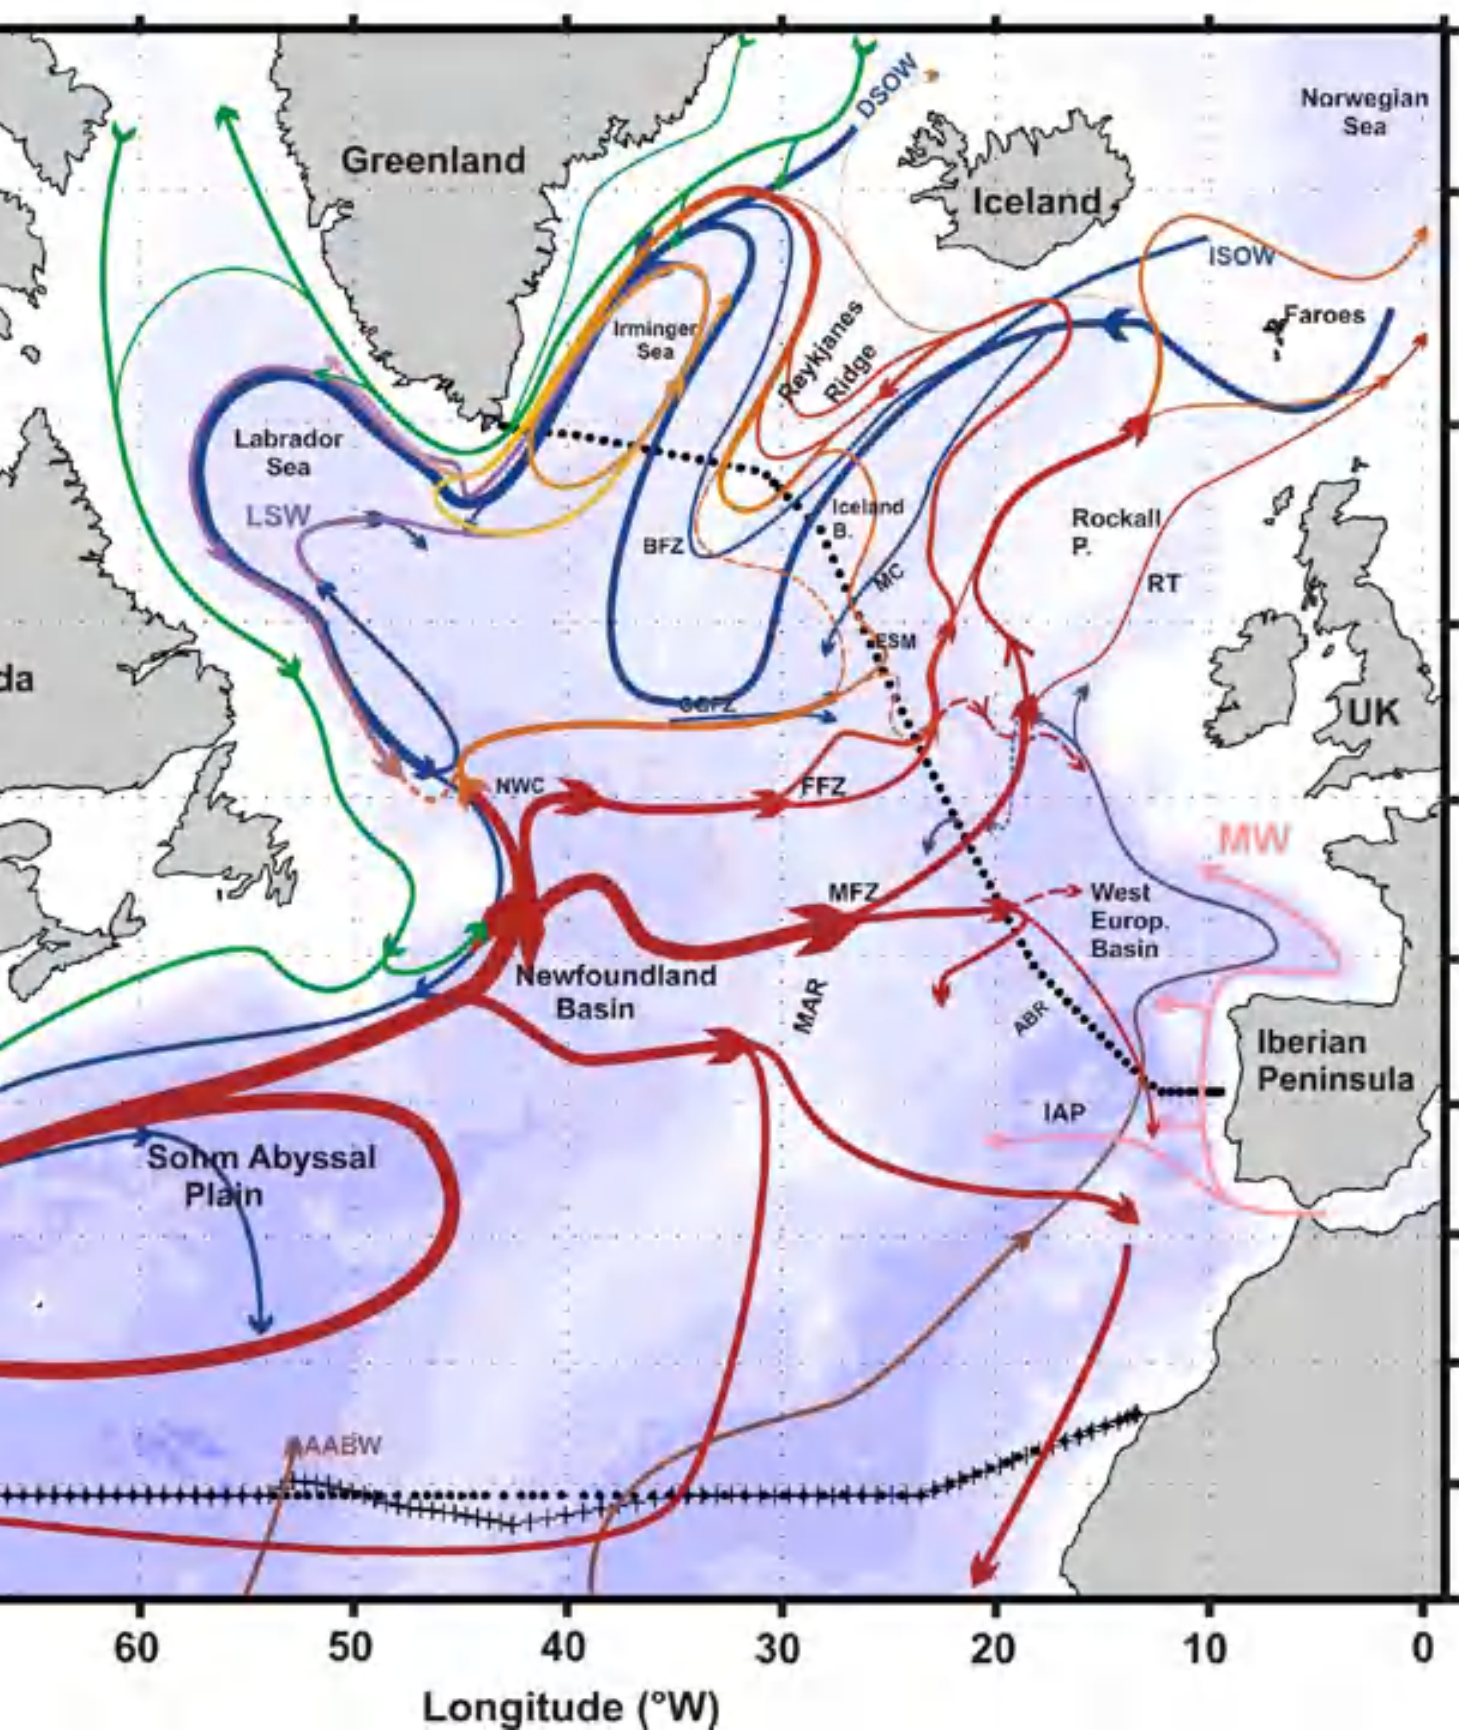 DSOW
Norwegian
Sea
Greenland
Iceland
ISOW
Faroes
Irminger
Sea
Reykjanes
Ridge
Labrador
Sea
LSW
Iceland
B.
BFZ
Rockall
P.
MC
RT
ESM
da
UK
NWC
FFZ
MW
MFZ
West
Europ.
Basin
Newfoundland
Basin
MAR
ABR
Iberian
Peninsula
IAP
Sohm Abyssal
Plain
AABW
60 50 40 30 20 10 0
Longitude (°W)